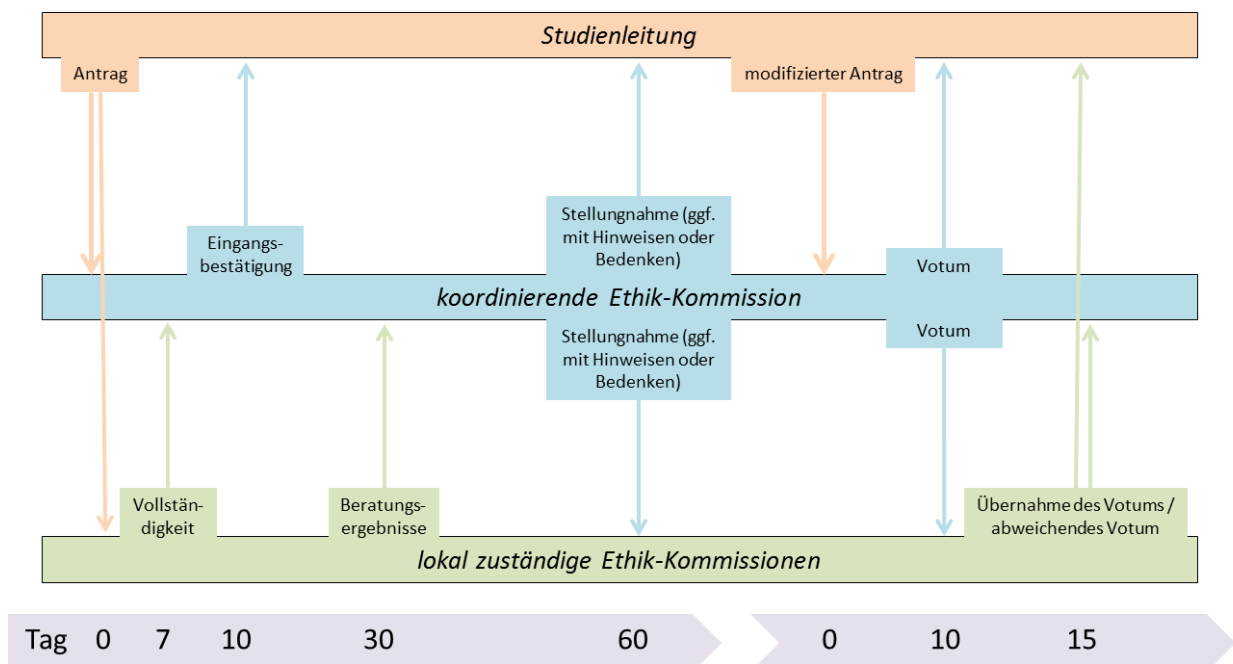 Studienleitung
Antrag
modifizierter Antrag
Stellungnahme (ggf.
mit Hinweisen oder
Bedenken)
Eingangs-
bestätigung
Votum
koordinierende Ethik-Kommission
Stellungnahme (ggf.
mit Hinweisen oder
Bedenken)
Votum
Vollstän-
digkeit
Beratungs-
ergebnisse
Übernahme des Votums /
abweichendes Votum
lokal zuständige Ethik-Kommissionen
Tag 0 7 10 30 60 0 10 15